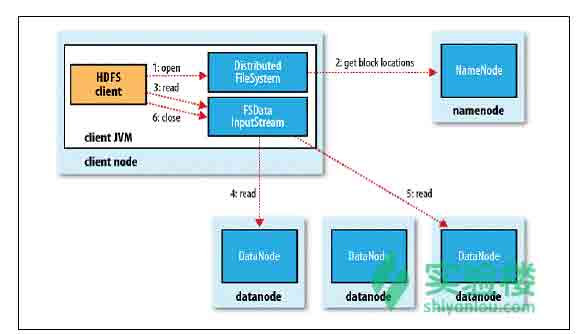 HDFS
client
1: open
3: read
6: close
Distributed
FileSystem
FSData
InputStream
2: get block locations
NameNode
namenode
client JVM
client node
4: read
5: read
DataNode
datanode
DataNode
datanode
DataNode
datanode
实验楼
shiyanlou.com